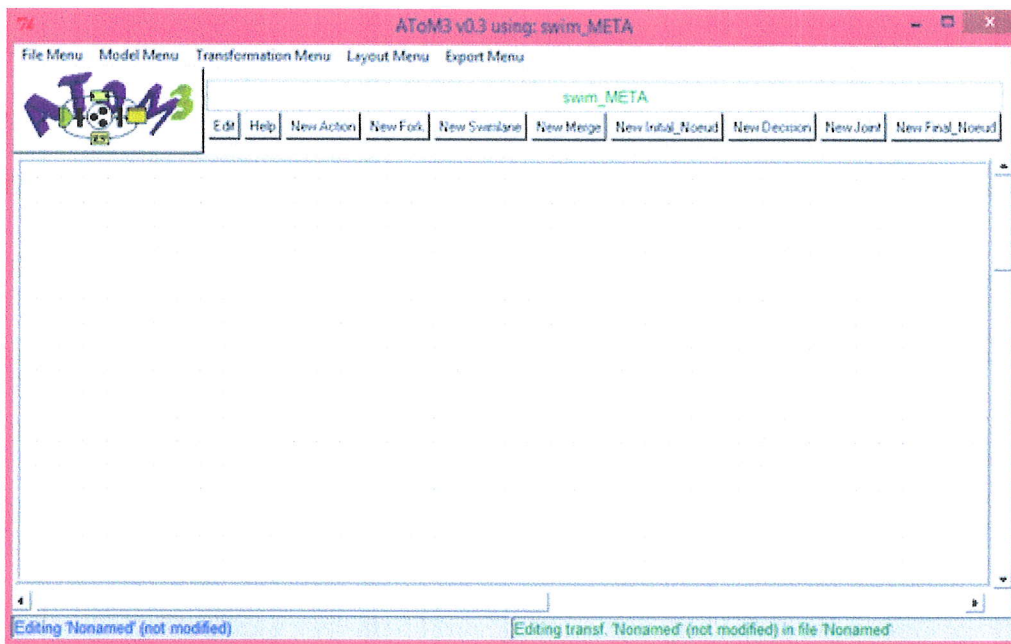 AToM3 v0.3 using: swim_META
File Menu Model Menu Transformation Menu Layout Menu Export Menu
ATOM3
swim_META
Edit Help New Action New Fork New Swimlane New Merge New Initial_Noeud New Decision New Joint New Final_Noeud
Editing 'Nonamed' (not modified)
Editing transf. 'Nonamed' (not modified) in file 'Nonamed'